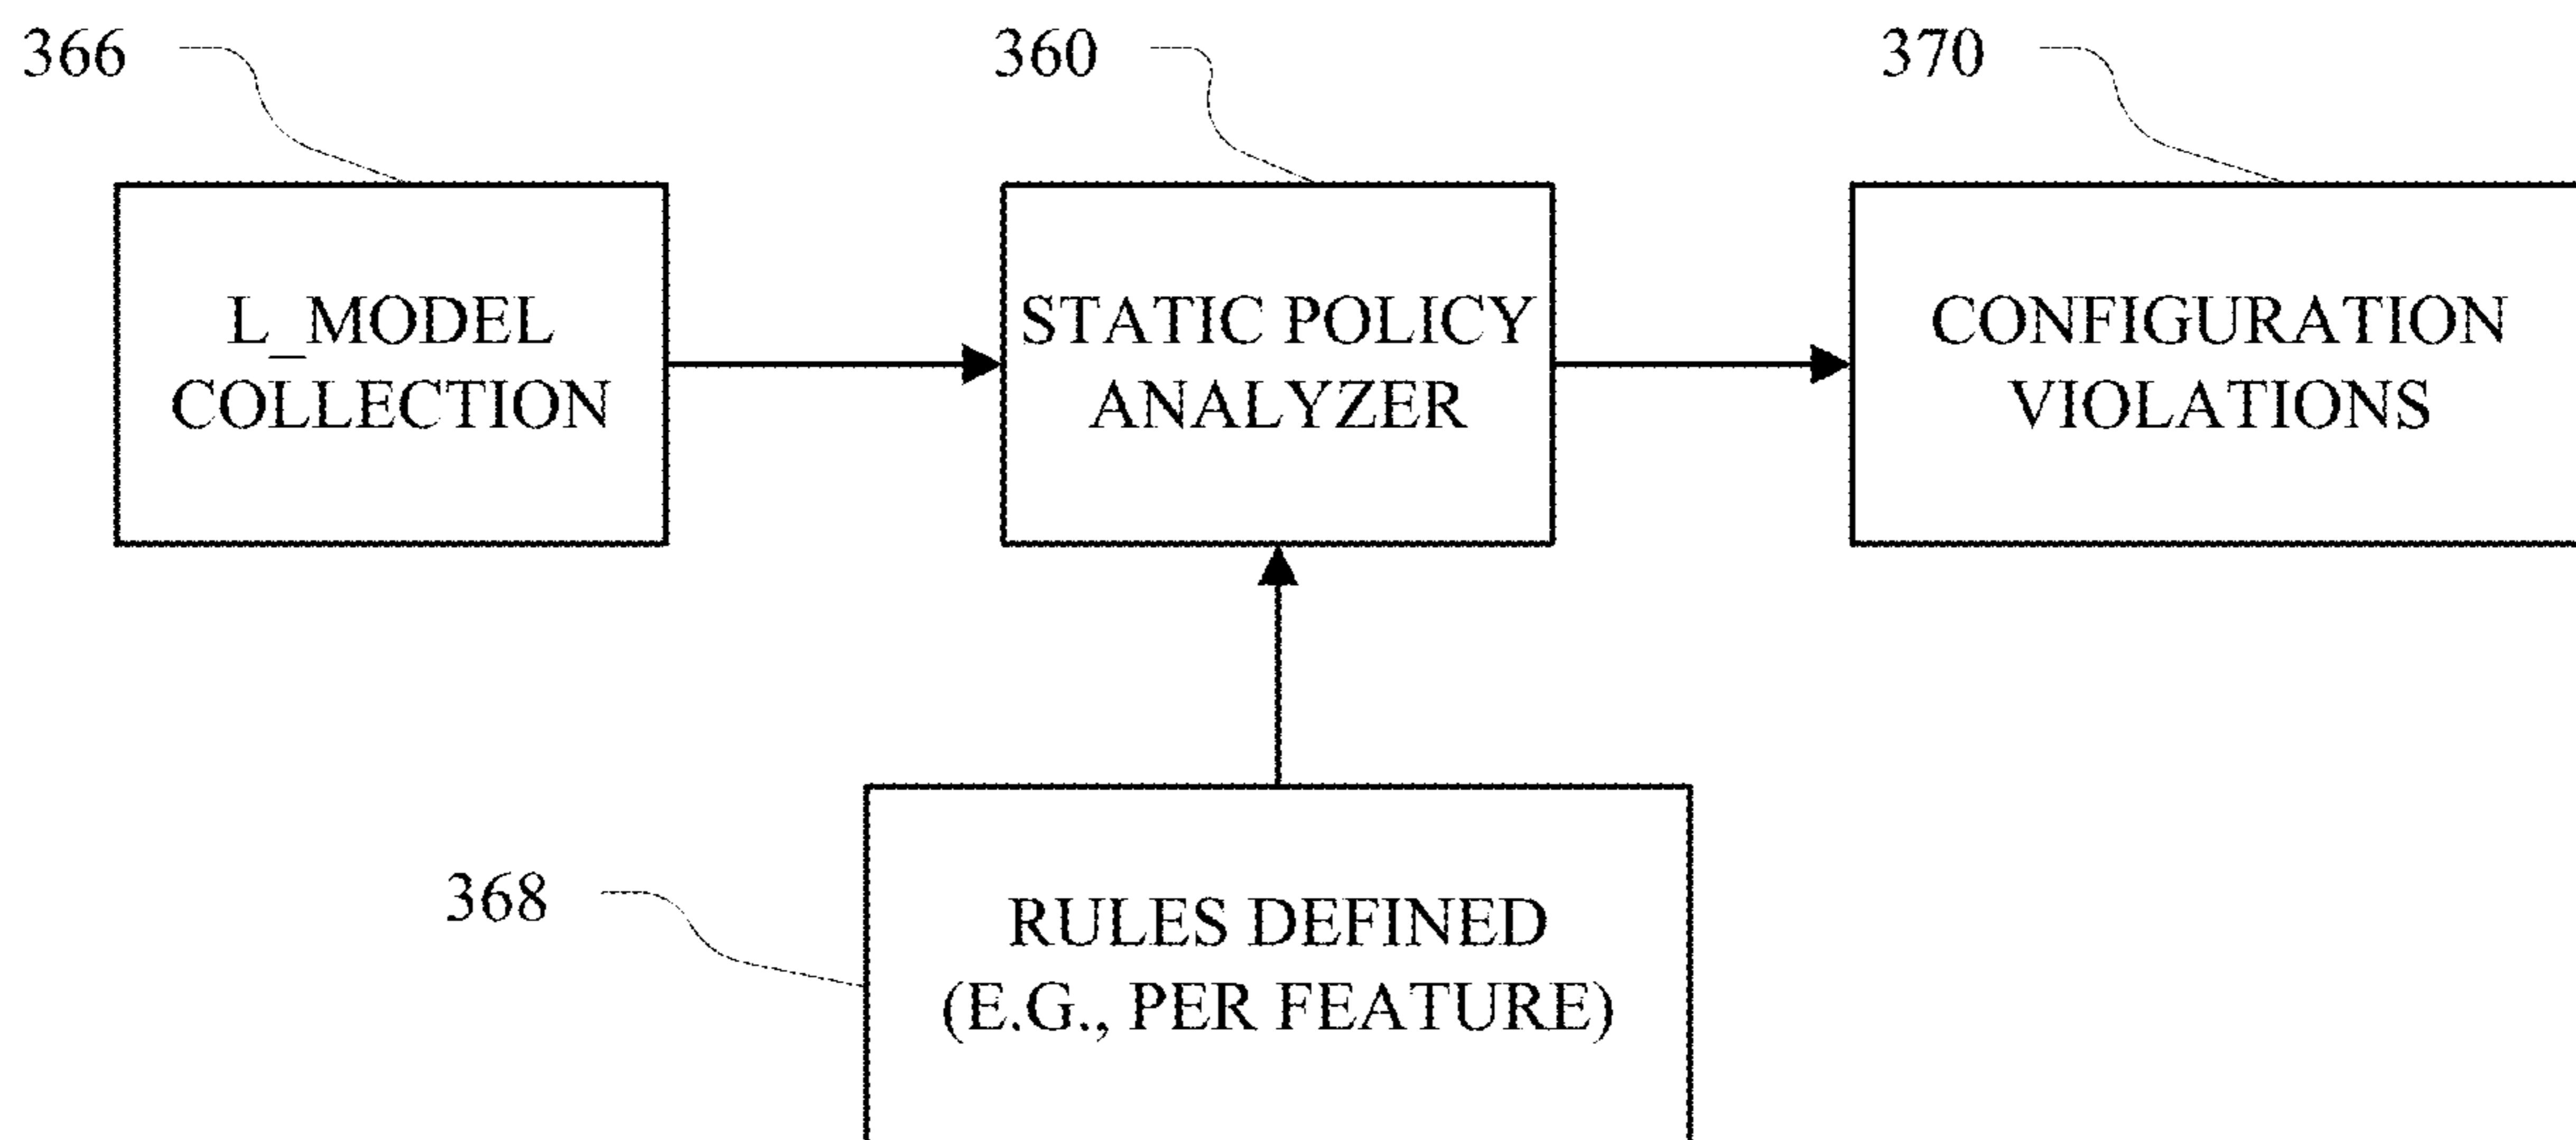 366
360
370
L_MODEL
COLLECTION
STATIC POLICY
ANALYZER
CONFIGURATION
VIOLATIONS
368
RULES DEFINED
(E.G., PER FEATURE)